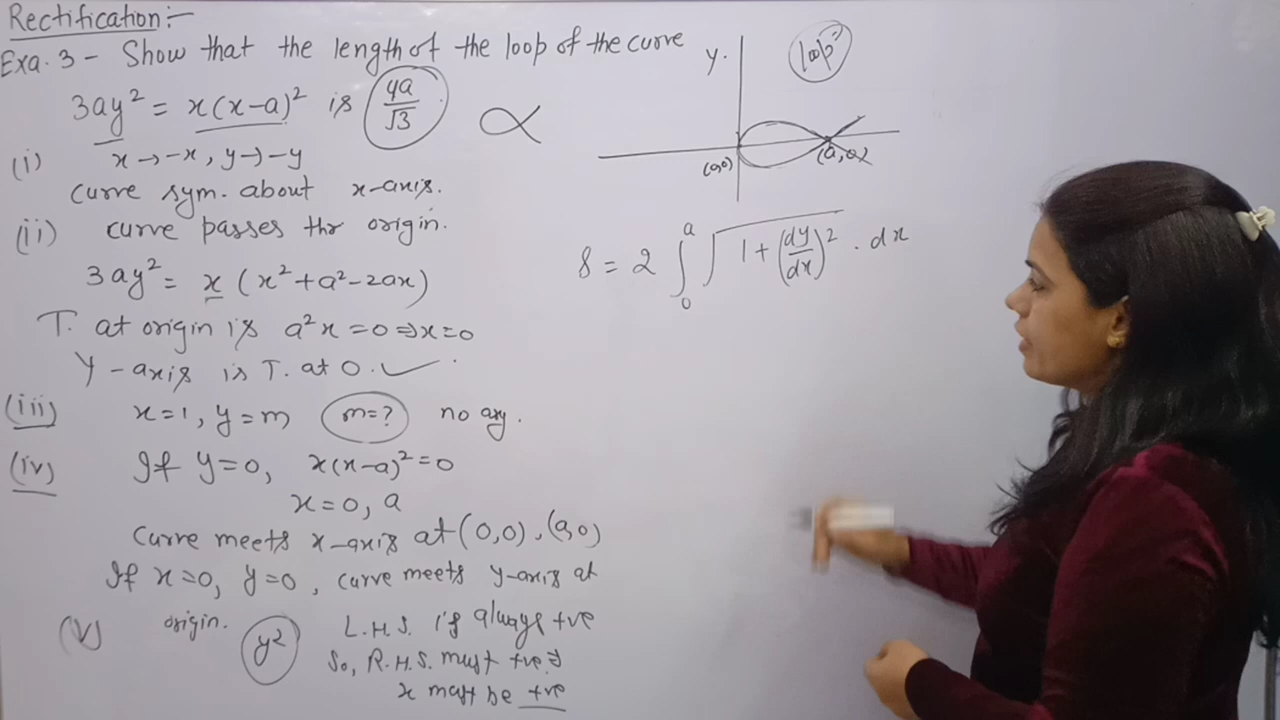 Rectification:-
Exa. 3 - Show that the length of the loop of the curve
3ay² = x(x-a)² is 4a/√3
(i) x→-x, y→-y
curve sym. about x-axis.
(ii) curve passes thr origin.
3ay² = x(x²+a²-2ax)
T. at origin is a²x=0⇒x=0
Y-axis is T. at O.
(iii) x=1, y=m m=? no asy.
(iv) If y=0, x(x-a)²=0
x=0, a
Curve meets x-axis at (0,0), (a,0)
If x=0, y=0, curve meets y-axis at
origin.
(v) y² L.H.S. is always +ve
So, R.H.S. must +ve
x must be +ve
y
loop
(0,0) (a,0)
s = 2 ∫₀ᵃ √(1+(dy/dx)²) . dx